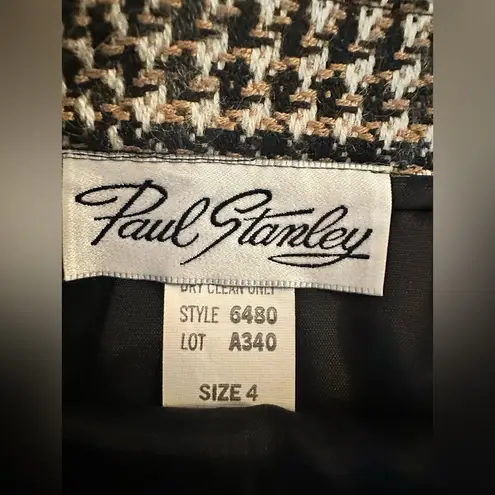 Paul Stanley
DRY CLEAN ONLY
STYLE 6480
LOT A340
SIZE 4